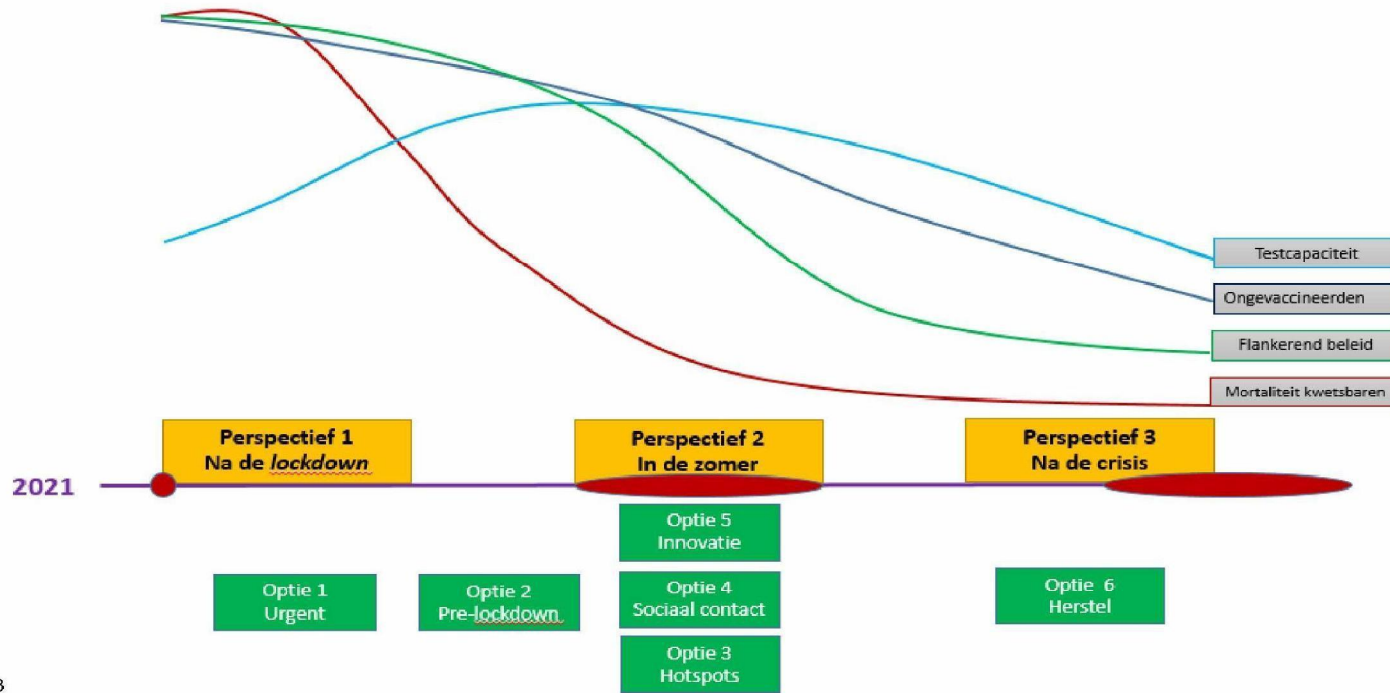 Testcapaciteit
Ongevaccineerden
Flankerend beleid
Mortaliteit kwetsbaren
Perspectief 1
Na de lockdown
Perspectief 2
In de zomer
Perspectief 3
Na de crisis
2021
Optie 5
Innovatie
Optie 1
Urgent
Optie 2
Pre-lockdown
Optie 4
Sociaal contact
Optie 6
Herstel
Optie 3
Hotspots